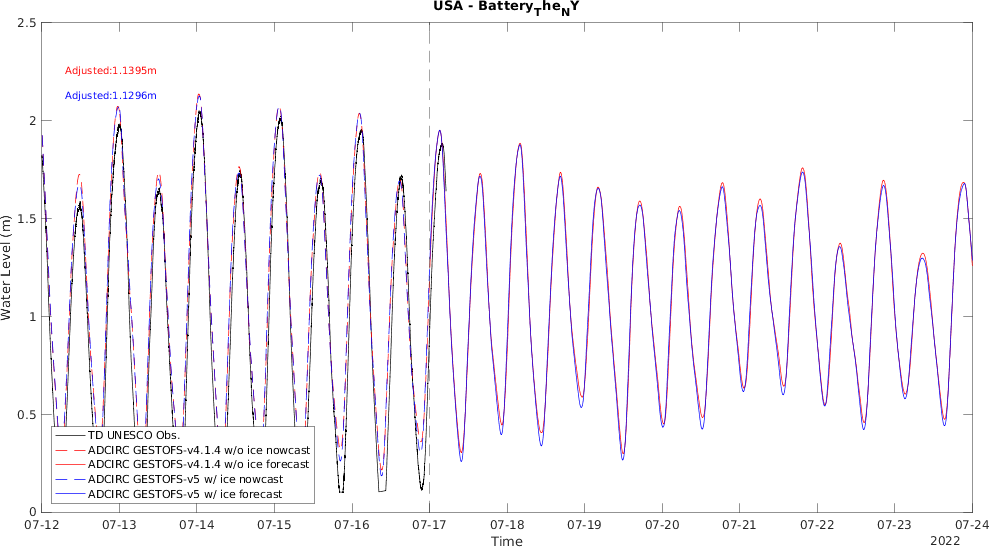 USA - BatteryTheNY
2.5
Adjusted:1.1395m
Adjusted:1.1296m
2
1.5
1
0.5
0
Water Level (m)
TD UNESCO Obs.
ADCIRC GESTOFS-v4.1.4 w/o ice nowcast
ADCIRC GESTOFS-v4.1.4 w/o ice forecast
ADCIRC GESTOFS-v5 w/ ice nowcast
ADCIRC GESTOFS-v5 w/ ice forecast
07-12 07-13 07-14 07-15 07-16 07-17 07-18 07-19 07-20 07-21 07-22 07-23 07-24
Time
2022